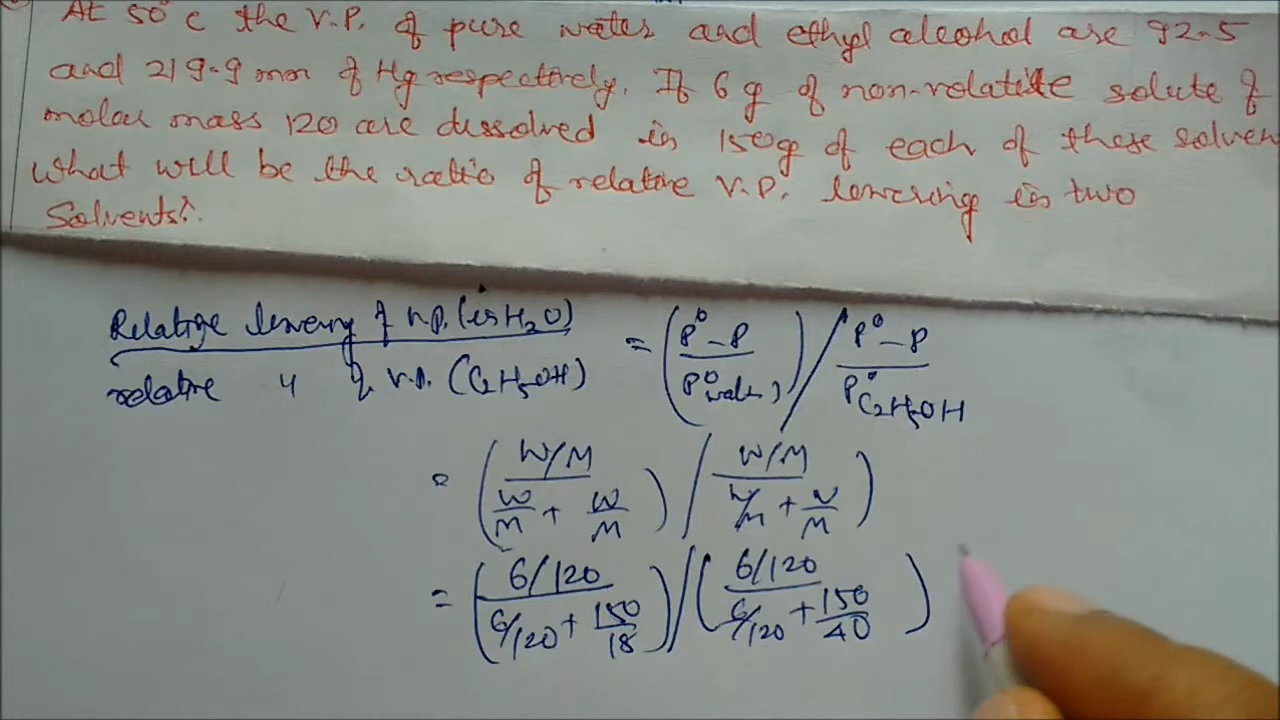 At 50°c the V.P. of pure water and ethyl alcohol are 92.5
and 219.9 mm of Hg respectively. If 6 g of non-volatile solute of
molar mass 120 are dissolved in 150g of each of these solven
what will be the ratio of relative V.P. lowering in two
Solvents?.
Relative lowering of v.p. (in H2O) / relative 〃 of v.p. (C2H5OH) = (P° - P / P° water) / P° - P / P° C2H5OH
= (W/M / W/M + W/M) / W/M / W/M + W/M)
= (6/120 / 6/120 + 150/18) / (6/120 / 6/120 + 150/40)